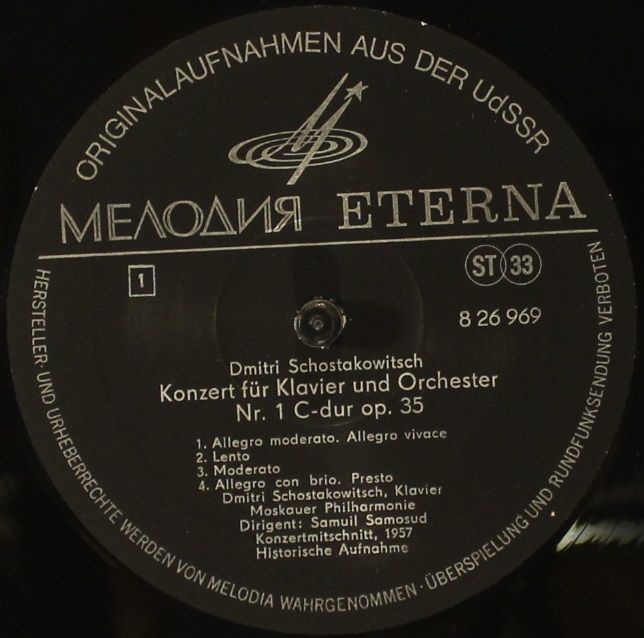 ORIGINALAUFNAHMEN AUS DER UdSSR
МЕЛОДИЯ ETERNA
1
ST 33
8 26 969
Dmitri Schostakowitsch
Konzert für Klavier und Orchester
Nr. 1 C-dur op. 35
1. Allegro moderato. Allegro vivace
2. Lento
3. Moderato
4. Allegro con brio. Presto
Dmitri Schostakowitsch, Klavier
Moskauer Philharmonie
Dirigent: Samuil Samosud
Konzertmitschnitt, 1957
Historische Aufnahme
HERSTELLER- UND URHEBERRECHTE WERDEN VON MELODIA WAHRGENOMMEN · ÜBERSPIELUNG UND RUNDFUNKSENDUNG VERBOTEN